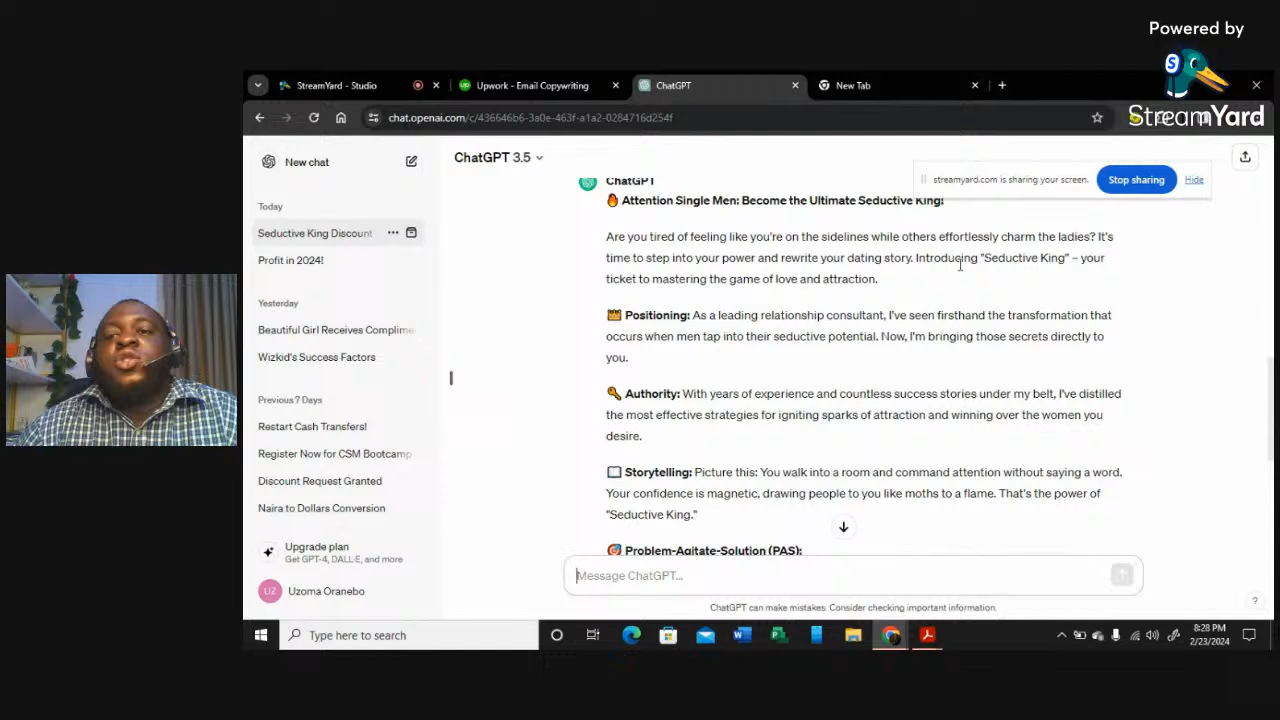 Powered by
StreamYard
StreamYard - Studio
Upwork - Email Copywriting
ChatGPT
New Tab
chat.openai.com/c/436646b6-3a0e-463f-a1a2-0284716d254f
New chat
ChatGPT 3.5
streamyard.com is sharing your screen.
Stop sharing
Hide
Today
Seductive King Discount
Profit in 2024!
Yesterday
Beautiful Girl Receives Complime
Wizkid's Success Factors
Previous 7 Days
Restart Cash Transfers!
Register Now for CSM Bootcamp
Discount Request Granted
Naira to Dollars Conversion
Upgrade plan
Get GPT-4, DALL·E, and more
UZ
Uzoma Oranebo
ChatGPT
🔥 Attention Single Men: Become the Ultimate Seductive King!
Are you tired of feeling like you're on the sidelines while others effortlessly charm the ladies? It's
time to step into your power and rewrite your dating story. Introducing "Seductive King" – your
ticket to mastering the game of love and attraction.
Positioning: As a leading relationship consultant, I've seen firsthand the transformation that
occurs when men tap into their seductive potential. Now, I'm bringing those secrets directly to
you.
🔑 Authority: With years of experience and countless success stories under my belt, I've distilled
the most effective strategies for igniting sparks of attraction and winning over the women you
desire.
📖 Storytelling: Picture this: You walk into a room and command attention without saying a word.
Your confidence is magnetic, drawing people to you like moths to a flame. That's the power of
"Seductive King."
🎯 Problem-Agitate-Solution (PAS):
Message ChatGPT...
ChatGPT can make mistakes. Consider checking important information.
?
Type here to search
8:28 PM
2/23/2024